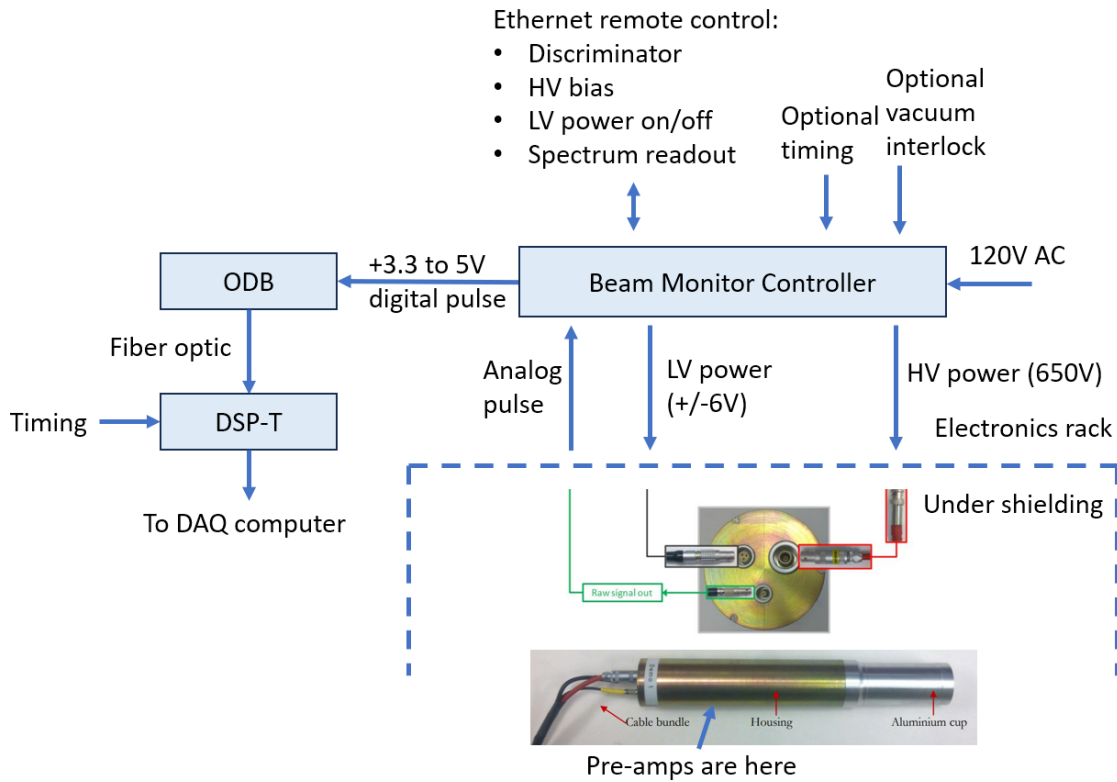 Ethernet remote control:
• Discriminator
• HV bias
• LV power on/off
• Spectrum readout
Optional
timing
Optional
vacuum
interlock
120V AC
Beam Monitor Controller
+3.3 to 5V
digital pulse
ODB
Fiber optic
Timing
DSP-T
To DAQ computer
Analog
pulse
LV power
(+/-6V)
HV power (650V)
Electronics rack
Under shielding
Raw signal out
Cable bundle
Housing
Aluminium cup
Pre-amps are here